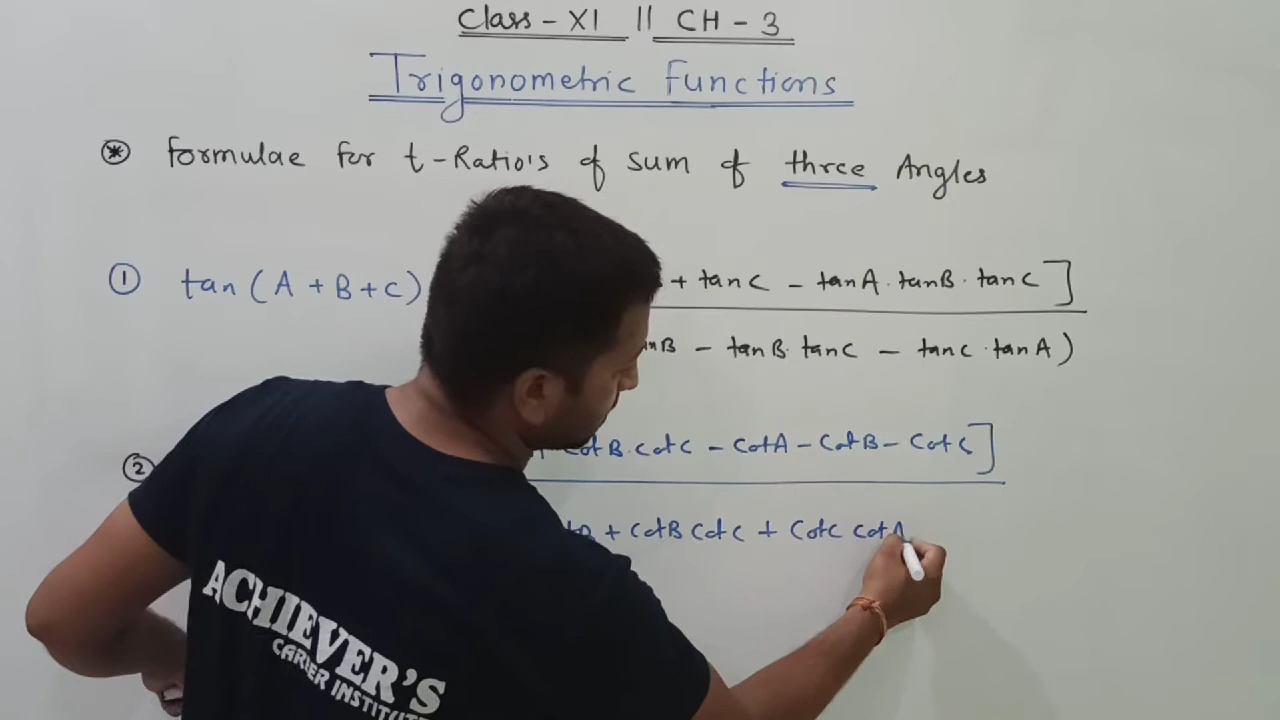 Class - XI || CH - 3
Trigonometric Functions
* Formulae for t-Ratio's of sum of three Angles
① tan (A + B + C) + tanC - tanA . tanB . tanC ]
- tanB. tanC - tanC . tanA )
② cotB. cotC - cotA - cotB - cotC ]
+ cotB cotC + cotC cotA
ACHIEVER'S
CAREER INSTITUTE